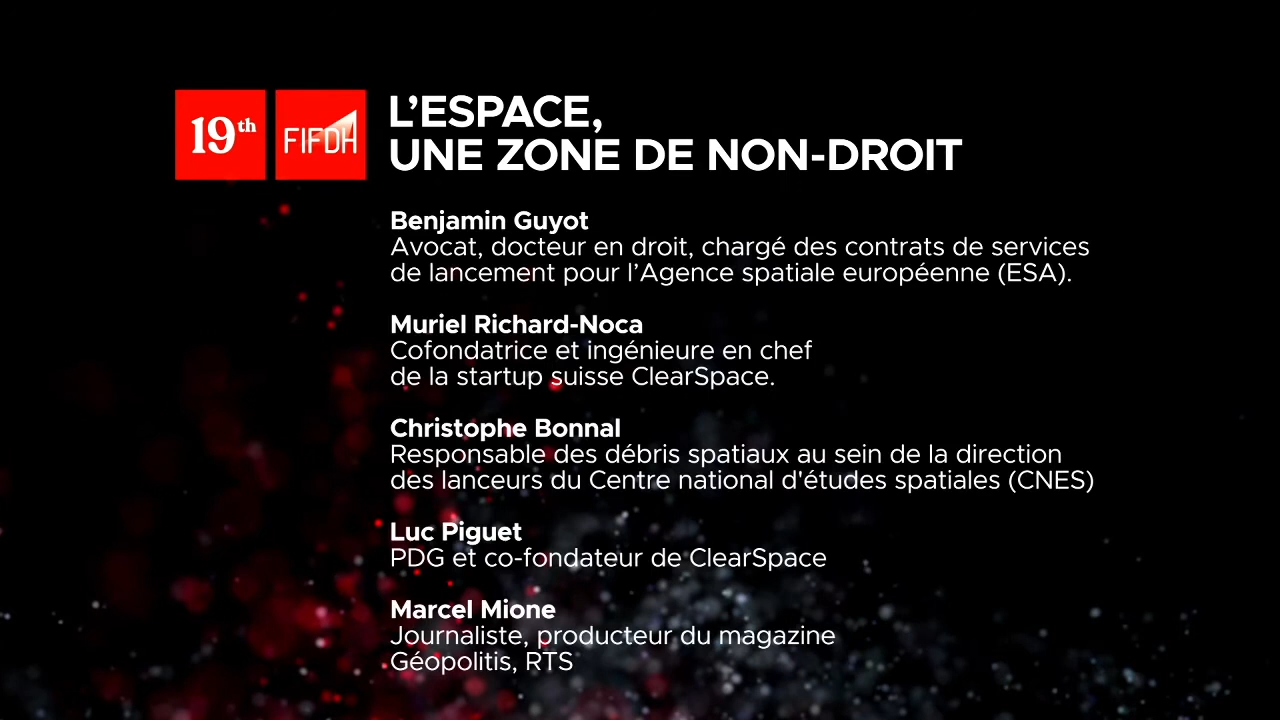 19th
FIFDH
L’ESPACE,
UNE ZONE DE NON-DROIT
Benjamin Guyot
Avocat, docteur en droit, chargé des contrats de services
de lancement pour l’Agence spatiale européenne (ESA).
Muriel Richard-Noca
Cofondatrice et ingénieure en chef
de la startup suisse ClearSpace.
Christophe Bonnal
Responsable des débris spatiaux au sein de la direction
des lanceurs du Centre national d'études spatiales (CNES)
Luc Piguet
PDG et co-fondateur de ClearSpace
Marcel Mione
Journaliste, producteur du magazine
Géopolitis, RTS